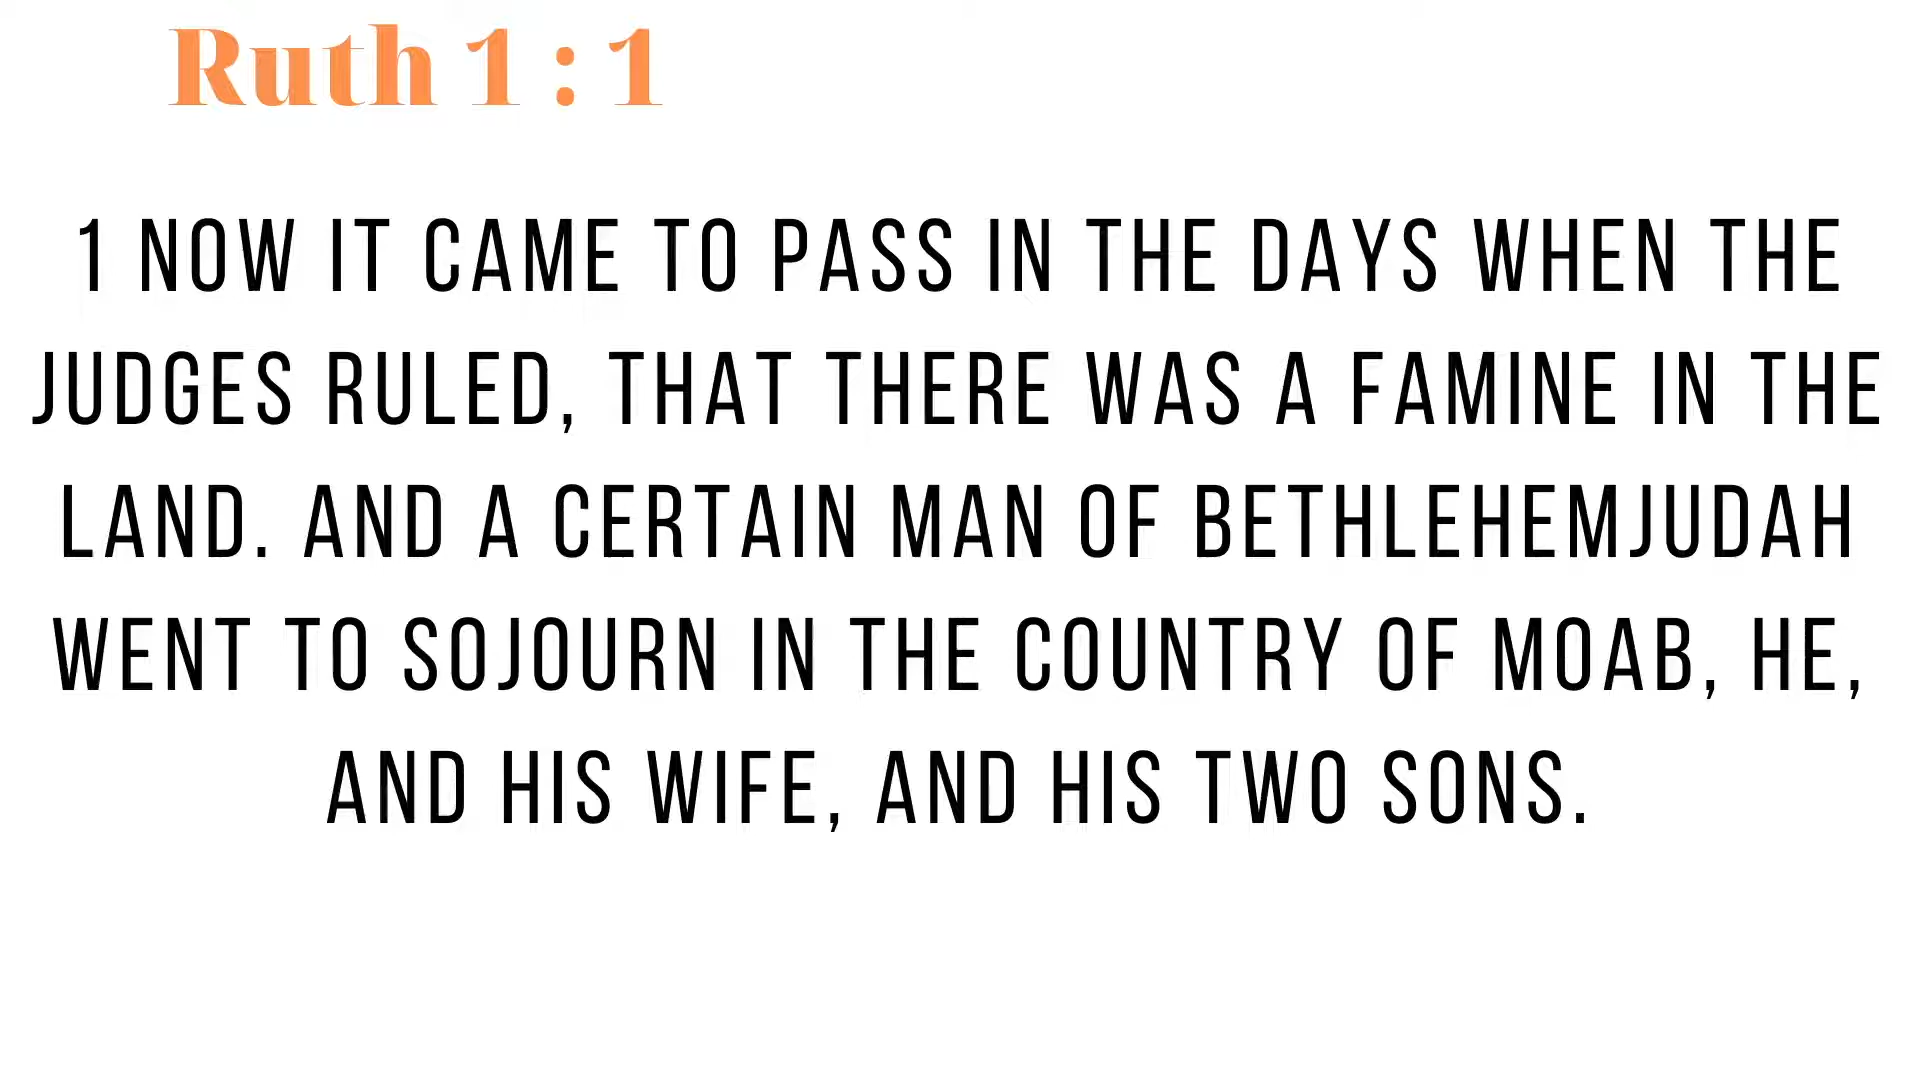 Ruth 1 : 1
1 NOW IT CAME TO PASS IN THE DAYS WHEN THE
JUDGES RULED, THAT THERE WAS A FAMINE IN THE
LAND. AND A CERTAIN MAN OF BETHLEHEMJUDAH
WENT TO SOJOURN IN THE COUNTRY OF MOAB, HE,
AND HIS WIFE, AND HIS TWO SONS.